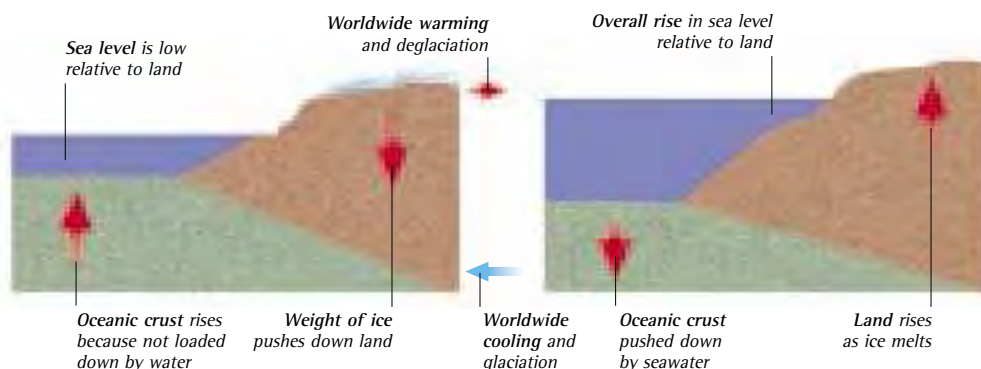 Sea level is low
relative to land
Worldwide warming
and deglaciation
Overall rise in sea level
relative to land
Oceanic crust rises
because not loaded
down by water
Weight of ice
pushes down land
Worldwide
cooling and
glaciation
Oceanic crust
pushed down
by seawater
Land rises
as ice melts